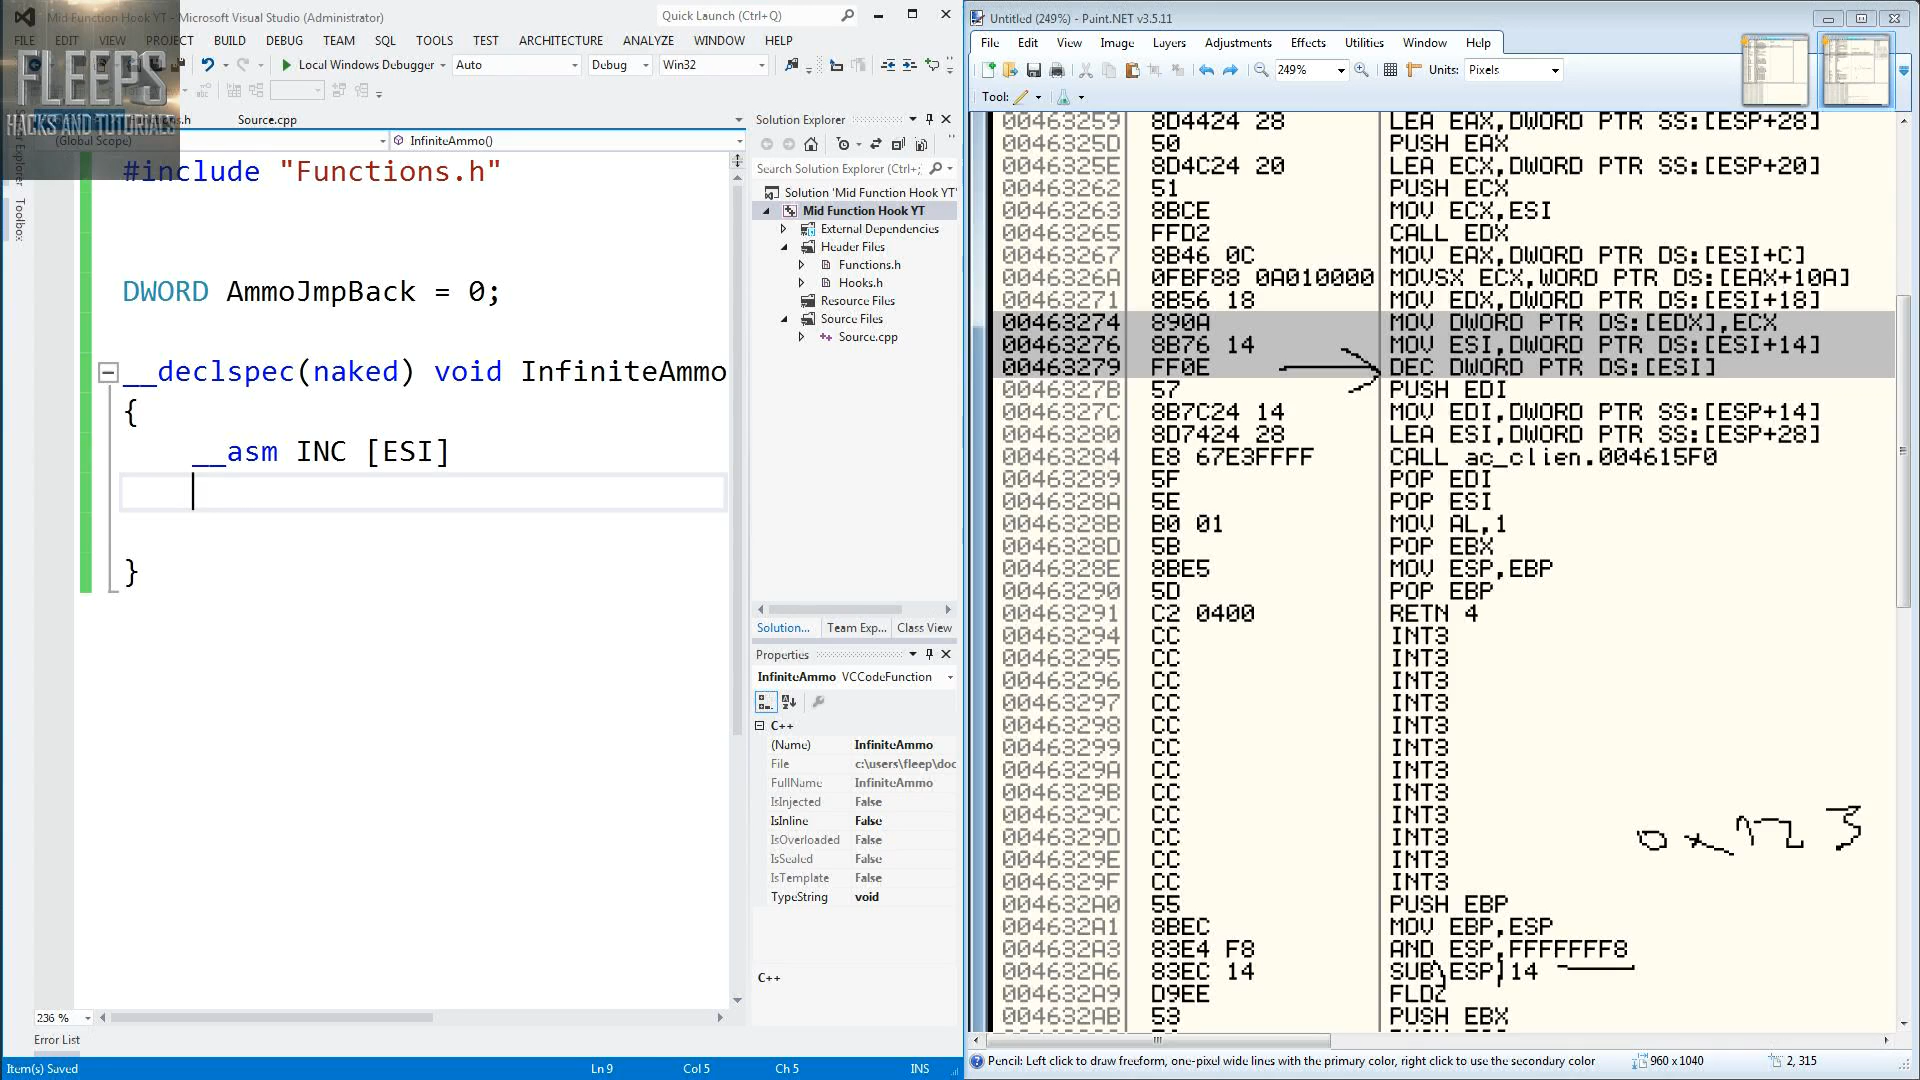 Mid Function Hook YT - Microsoft Visual Studio (Administrator)
Quick Launch (Ctrl+Q)
FILE EDIT VIEW PROJECT BUILD DEBUG TEAM SQL TOOLS TEST ARCHITECTURE ANALYZE WINDOW HELP
FLEEPS
HACKS AND TUTORIALS
Local Windows Debugger Auto Debug Win32
Source.cpp
(Global Scope) InfiniteAmmo()
Toolbox
#include "Functions.h"
DWORD AmmoJmpBack = 0;
__declspec(naked) void InfiniteAmmo
{
__asm INC [ESI]
}
236 %
Error List
Item(s) Saved Ln 9 Col 5 Ch 5 INS
Solution Explorer
Search Solution Explorer (Ctrl+;
Solution 'Mid Function Hook YT'
Mid Function Hook YT
External Dependencies
Header Files
Functions.h
Hooks.h
Resource Files
Source Files
Source.cpp
Solution... Team Exp... Class View
Properties
InfiniteAmmo VCCodeFunction
C++
(Name) InfiniteAmmo
File c:\users\fleep\doc
FullName InfiniteAmmo
IsInjected False
IsInline False
IsOverloaded False
IsSealed False
IsTemplate False
TypeString void
C++
Untitled (249%) - Paint.NET v3.5.11
File Edit View Image Layers Adjustments Effects Utilities Window Help
249% Units: Pixels
Tool:
00463259 8D4424 28 LEA EAX,DWORD PTR SS:[ESP+28]
0046325D 50 PUSH EAX
0046325E 8D4C24 20 LEA ECX,DWORD PTR SS:[ESP+20]
00463262 51 PUSH ECX
00463263 8BCE MOV ECX,ESI
00463265 FFD2 CALL EDX
00463267 8B46 0C MOV EAX,DWORD PTR DS:[ESI+C]
0046326A 0FBF88 0A010000 MOVSX ECX,WORD PTR DS:[EAX+10A]
00463271 8B56 18 MOV EDX,DWORD PTR DS:[ESI+18]
00463274 890A MOV DWORD PTR DS:[EDX],ECX
00463276 8B76 14 MOV ESI,DWORD PTR DS:[ESI+14]
00463279 FF0E DEC DWORD PTR DS:[ESI]
0046327B 57 PUSH EDI
0046327C 8B7C24 14 MOV EDI,DWORD PTR SS:[ESP+14]
00463280 8D7424 28 LEA ESI,DWORD PTR SS:[ESP+28]
00463284 E8 67E3FFFF CALL ac_clien.004615F0
00463289 5F POP EDI
0046328A 5E POP ESI
0046328B B0 01 MOV AL,1
0046328D 5B POP EBX
0046328E 8BE5 MOV ESP,EBP
00463290 5D POP EBP
00463291 C2 0400 RETN 4
00463294 CC INT3
00463295 CC INT3
00463296 CC INT3
00463297 CC INT3
00463298 CC INT3
00463299 CC INT3
0046329A CC INT3
0046329B CC INT3
0046329C CC INT3
0046329D CC INT3
0046329E CC INT3
0046329F CC INT3
004632A0 55 PUSH EBP
004632A1 8BEC MOV EBP,ESP
004632A3 83E4 F8 AND ESP,FFFFFFF8
004632A6 83EC 14 SUB ESP,14
004632A9 D9EE FLDZ
004632AB 53 PUSH EBX
Pencil: Left click to draw freeform, one-pixel wide lines with the primary color, right click to use the secondary color 960 x 1040 2, 315